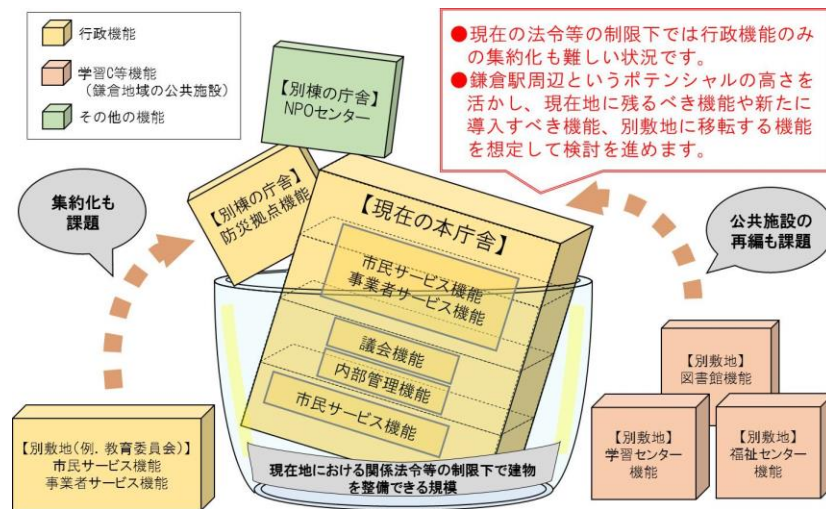 行政機能
学習C等機能
（鎌倉地域の公共施設）
その他の機能
【別棟の庁舎】
NPOセンター
●現在の法令等の制限下では行政機能のみ
の集約化も難しい状況です。
●鎌倉駅周辺というポテンシャルの高さを
活かし、現在地に残るべき機能や新たに
導入すべき機能、別敷地に移転する機能
を想定して検討を進めます。
集約化も
課題
【別棟の庁舎】
防災拠点機能
【現在の本庁舎】
市民サービス機能
事業者サービス機能
議会機能
内部管理機能
市民サービス機能
公共施設の
再編も課題
【別敷地（例．教育委員会）】
市民サービス機能
事業者サービス機能
現在地における関係法令等の制限下で建物
を整備できる規模
【別敷地】
図書館機能
【別敷地】
学習センター
機能
【別敷地】
福祉センター
機能